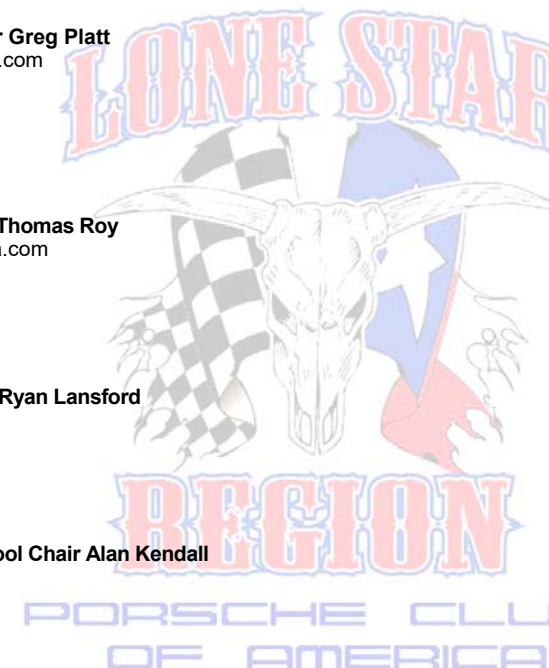 r Greg Platt
.com
LONE STAR
Thomas Roy
a.com
Ryan Lansford
REGION
ool Chair Alan Kendall
PORSCHE CLU
OF AMERICA